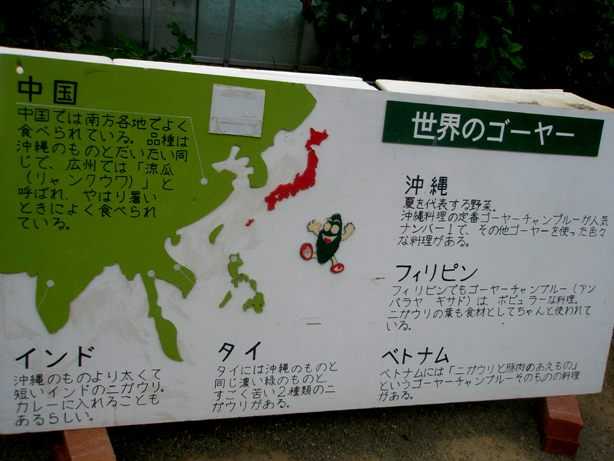 中国
中国では南方各地でよく
食べられている。品種は
沖縄のものとだいたい同
じで、広州では「涼瓜
(リャンクウワ)」と
呼ばれ、やはり暑い
ときによく食べられ
ている。
世界のゴーヤー
沖縄
夏を代表する野菜。
沖縄料理の定番ゴーヤーチャンプルーが人気
ナンバー1で、その他ゴーヤーを使った色々
な料理がある。
フィリピン
フィリピンでもゴーヤーチャンプルー(アン
パラヤ ギサド)は、ポピュラーな料理。
ニガウリの葉も食材としてちゃんと使われて
いる。
インド
沖縄のものより太くて
短いインドのニガウリ。
カレーに入れることも
あるらしい。
タイ
タイには沖縄のものと
同じ濃い緑のものと、
すごく苦い2種類のニ
ガウリがある。
ベトナム
ベトナムには「ニガウリと豚肉のあえもの」
というゴーヤーチャンプルーそのものの料理
がある。